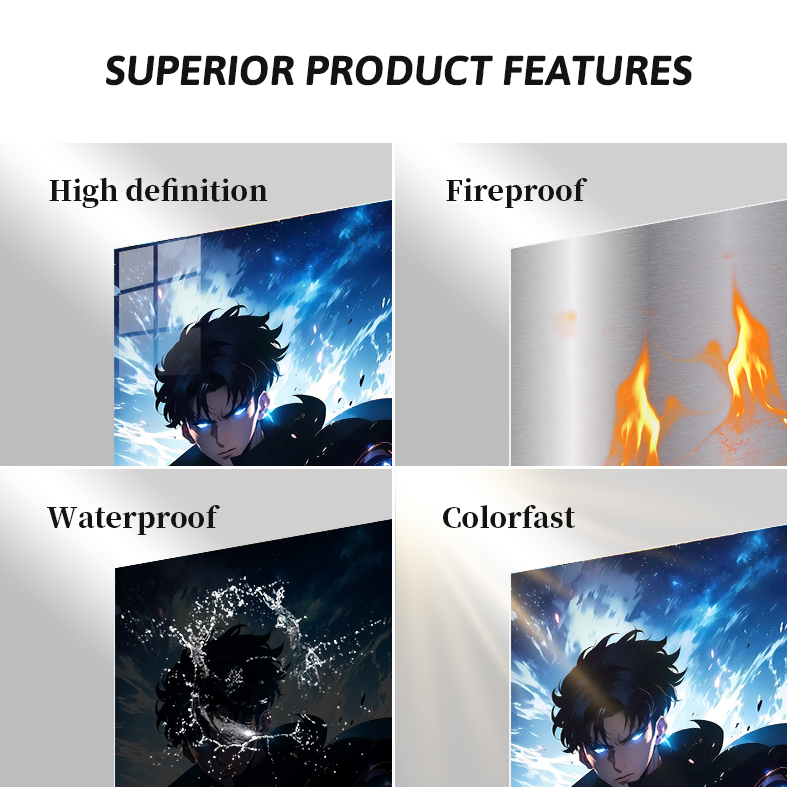 SUPERIOR PRODUCT FEATURES
High definition
Fireproof
Waterproof
Colorfast